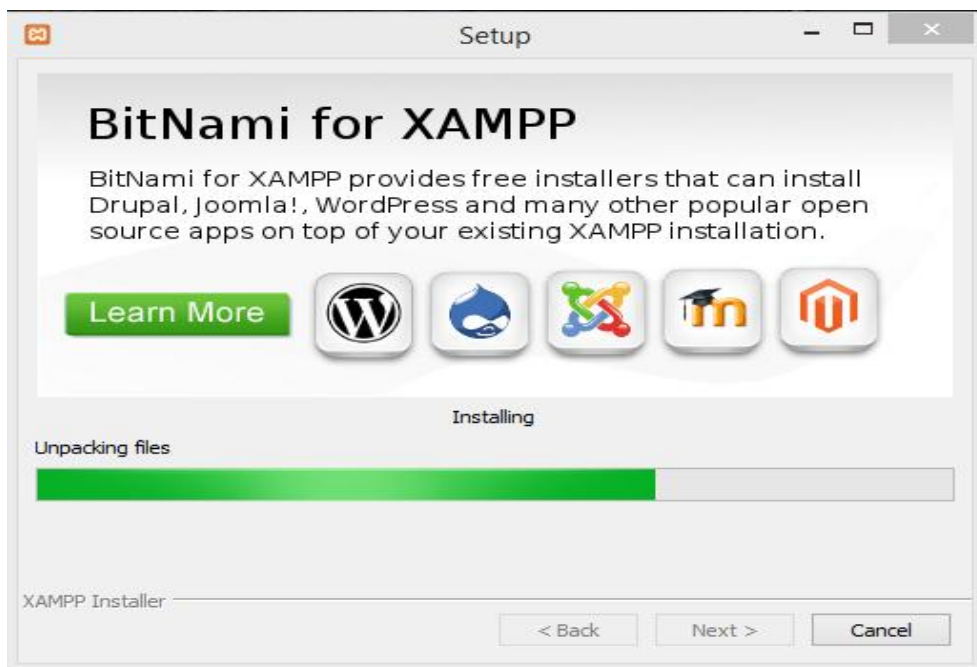 Setup
BitNami for XAMPP
BitNami for XAMPP provides free installers that can install
Drupal, Joomla!, WordPress and many other popular open
source apps on top of your existing XAMPP installation.
Learn More
Installing
Unpacking files
XAMPP Installer
< Back Next > Cancel